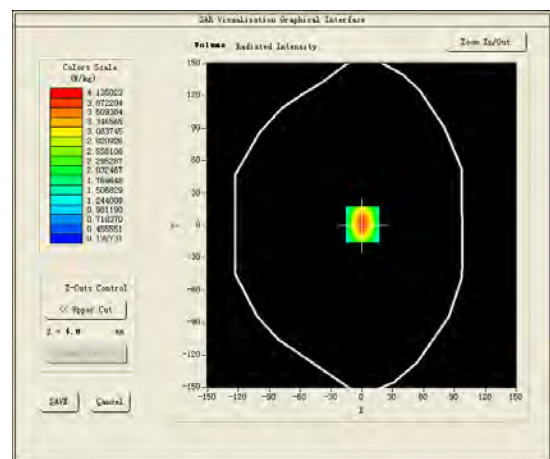 SAR Visualisation Graphical Interface
Volume Radiated Intensity
Zoom In/Out
Colors Scale
(W/kg)
4.135023
3.872204
3.609384
3.346565
3.083745
2.820926
2.558106
2.295287
2.032467
1.769648
1.506829
1.244009
0.981190
0.718370
0.455551
Z-Cuts Control
<< Upper Cut
Z = 4.0 mm
SAVE
Cancel
150
120
90
60
30
0
-30
-60
-90
-120
-150
Y
-150 -120 -90 -60 -30 0 30 60 90 120 150
X